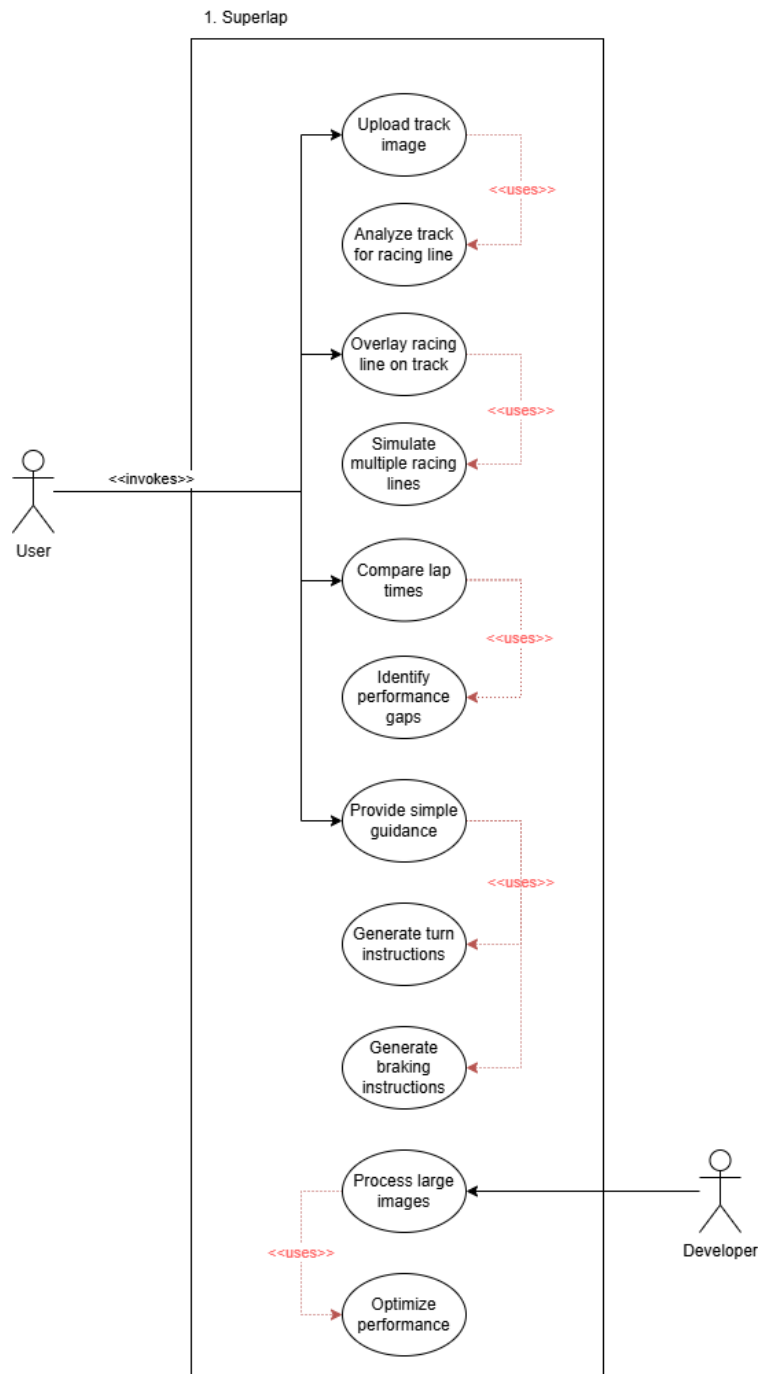 1. Superlap
Upload track
image
<<uses>>
Analyze track
for racing line
Overlay racing
line on track
<<uses>>
Simulate
multiple racing
lines
<<invokes>>
User
Compare lap
times
<<uses>>
Identify
performance
gaps
Provide simple
guidance
<<uses>>
Generate turn
instructions
Generate
braking
instructions
Process large
images
Developer
<<uses>>
Optimize
performance